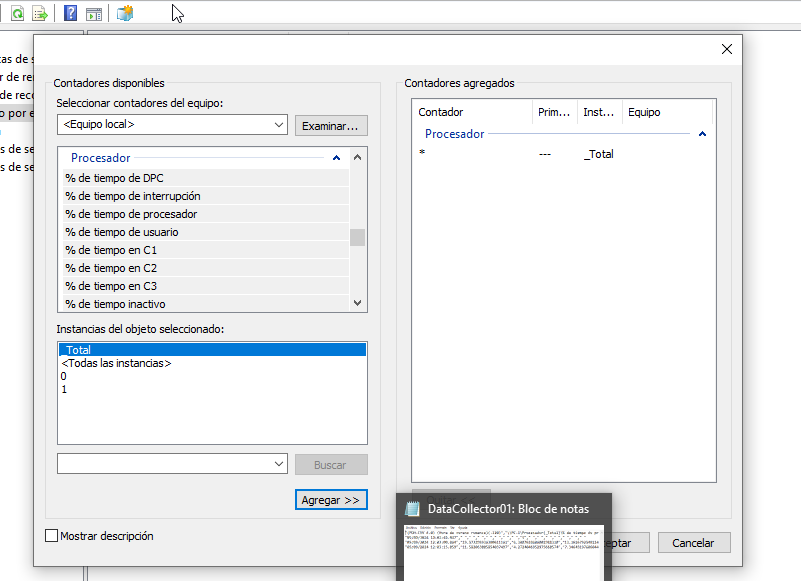 as de s
r de re
de reco
o por e
s de se
s de se
Contadores disponibles
Seleccionar contadores del equipo:
<Equipo local>
Examinar...
Procesador
% de tiempo de DPC
% de tiempo de interrupción
% de tiempo de procesador
% de tiempo de usuario
% de tiempo en C1
% de tiempo en C2
% de tiempo en C3
% de tiempo inactivo
Instancias del objeto seleccionado:
_Total
<Todas las instancias>
0
1
Buscar
Agregar >>
Mostrar descripción
Contadores agregados
Contador Prim... Inst... Equipo
Procesador
* --- _Total
Quitar <<
DataCollector01: Bloc de notas
eptar
Cancelar